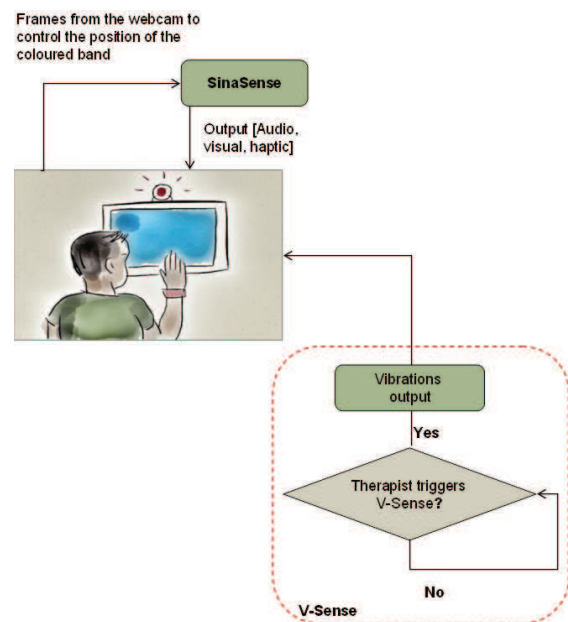 Frames from the webcam to
control the position of the
coloured band
SinaSense
Output [Audio,
visual, haptic]
Vibrations
output
Yes
Therapist triggers
V-Sense?
No
V-Sense